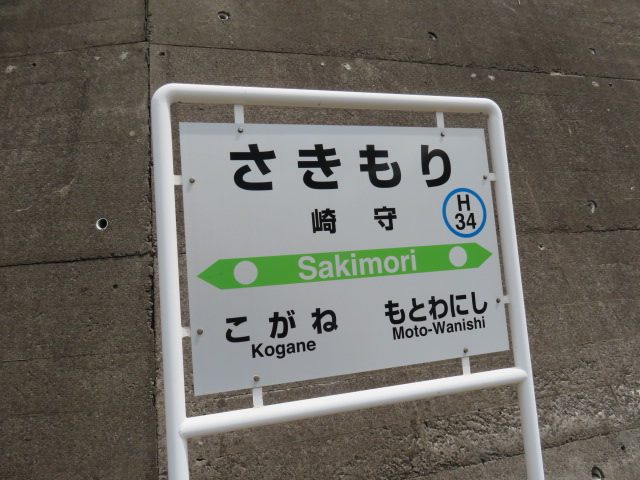 さきもり
崎守
H
34
Sakimori
こがね
Kogane
もとわにし
Moto-Wanishi